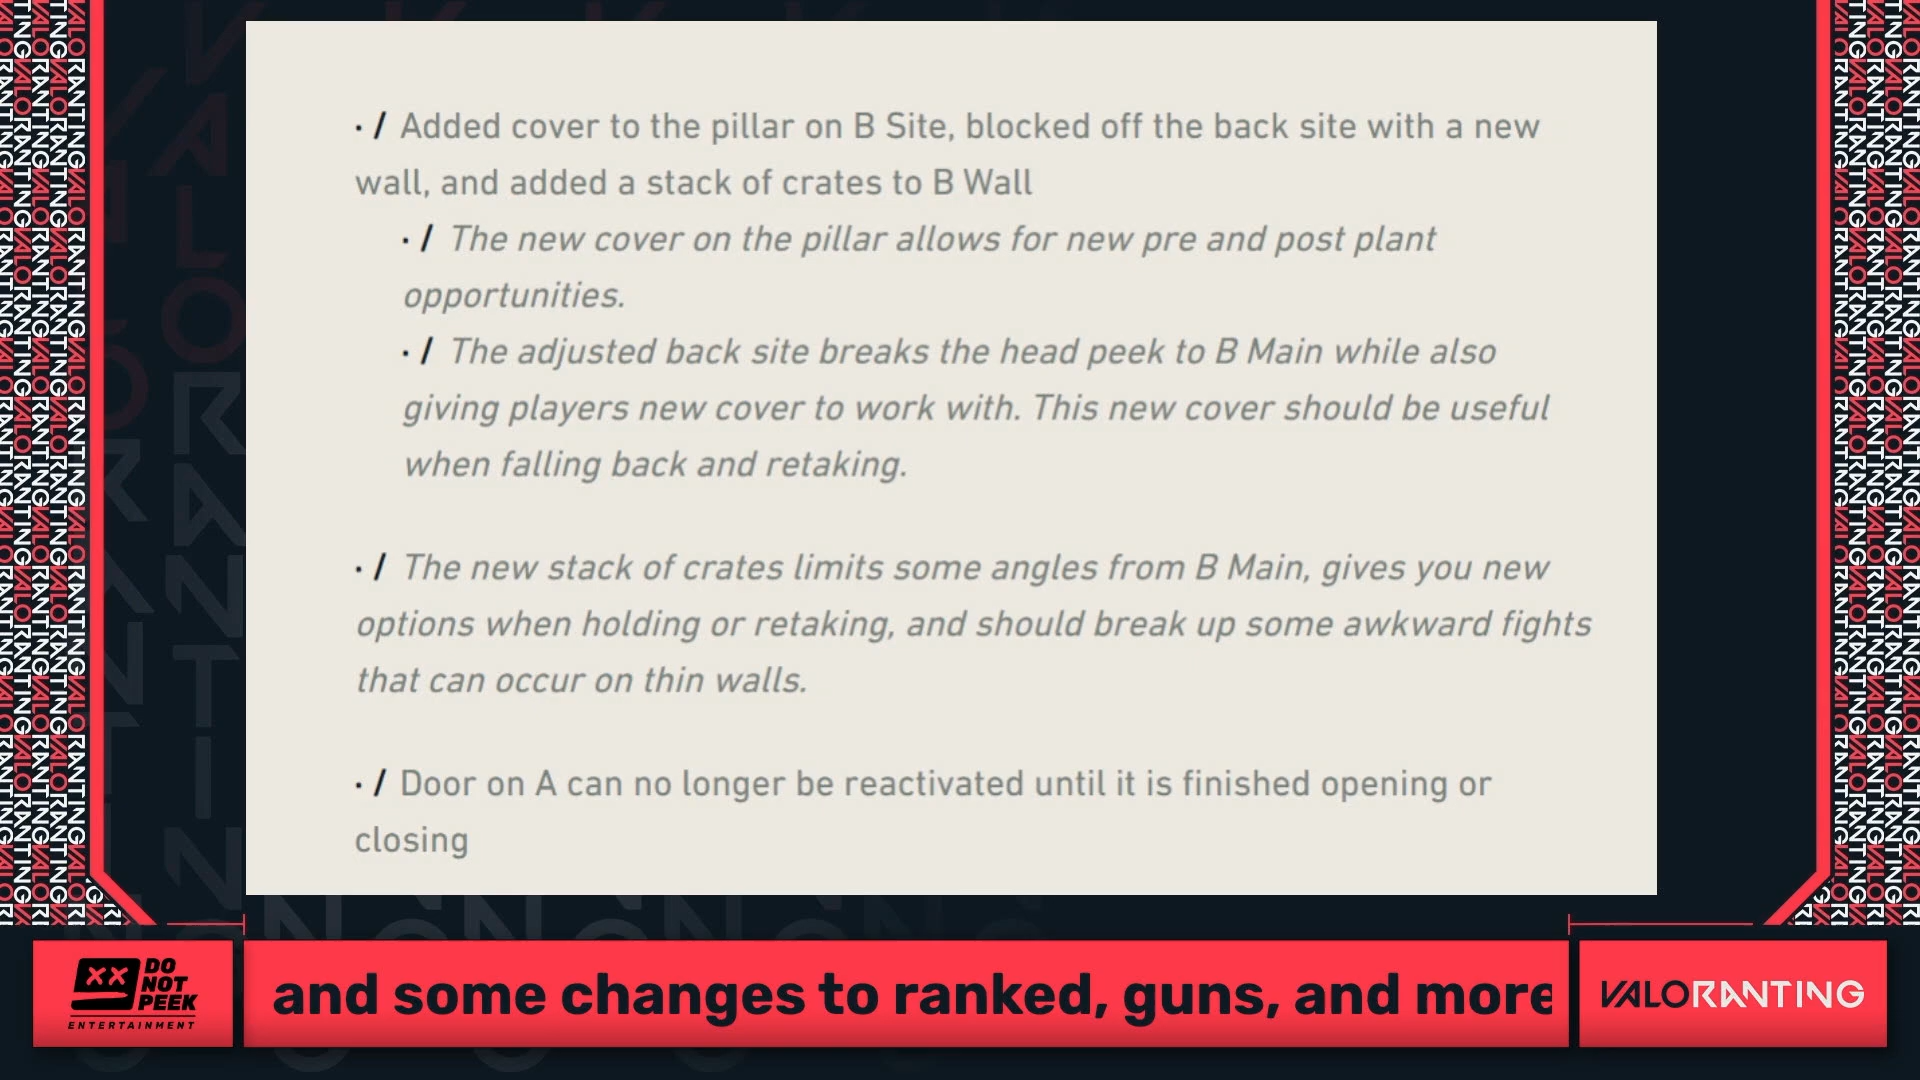 · / Added cover to the pillar on B Site, blocked off the back site with a new
wall, and added a stack of crates to B Wall
· / The new cover on the pillar allows for new pre and post plant
opportunities.
· / The adjusted back site breaks the head peek to B Main while also
giving players new cover to work with. This new cover should be useful
when falling back and retaking.
· / The new stack of crates limits some angles from B Main, gives you new
options when holding or retaking, and should break up some awkward fights
that can occur on thin walls.
· / Door on A can no longer be reactivated until it is finished opening or
closing
XX DO
NOT
PEEK
ENTERTAINMENT
and some changes to ranked, guns, and more
VALORANTING